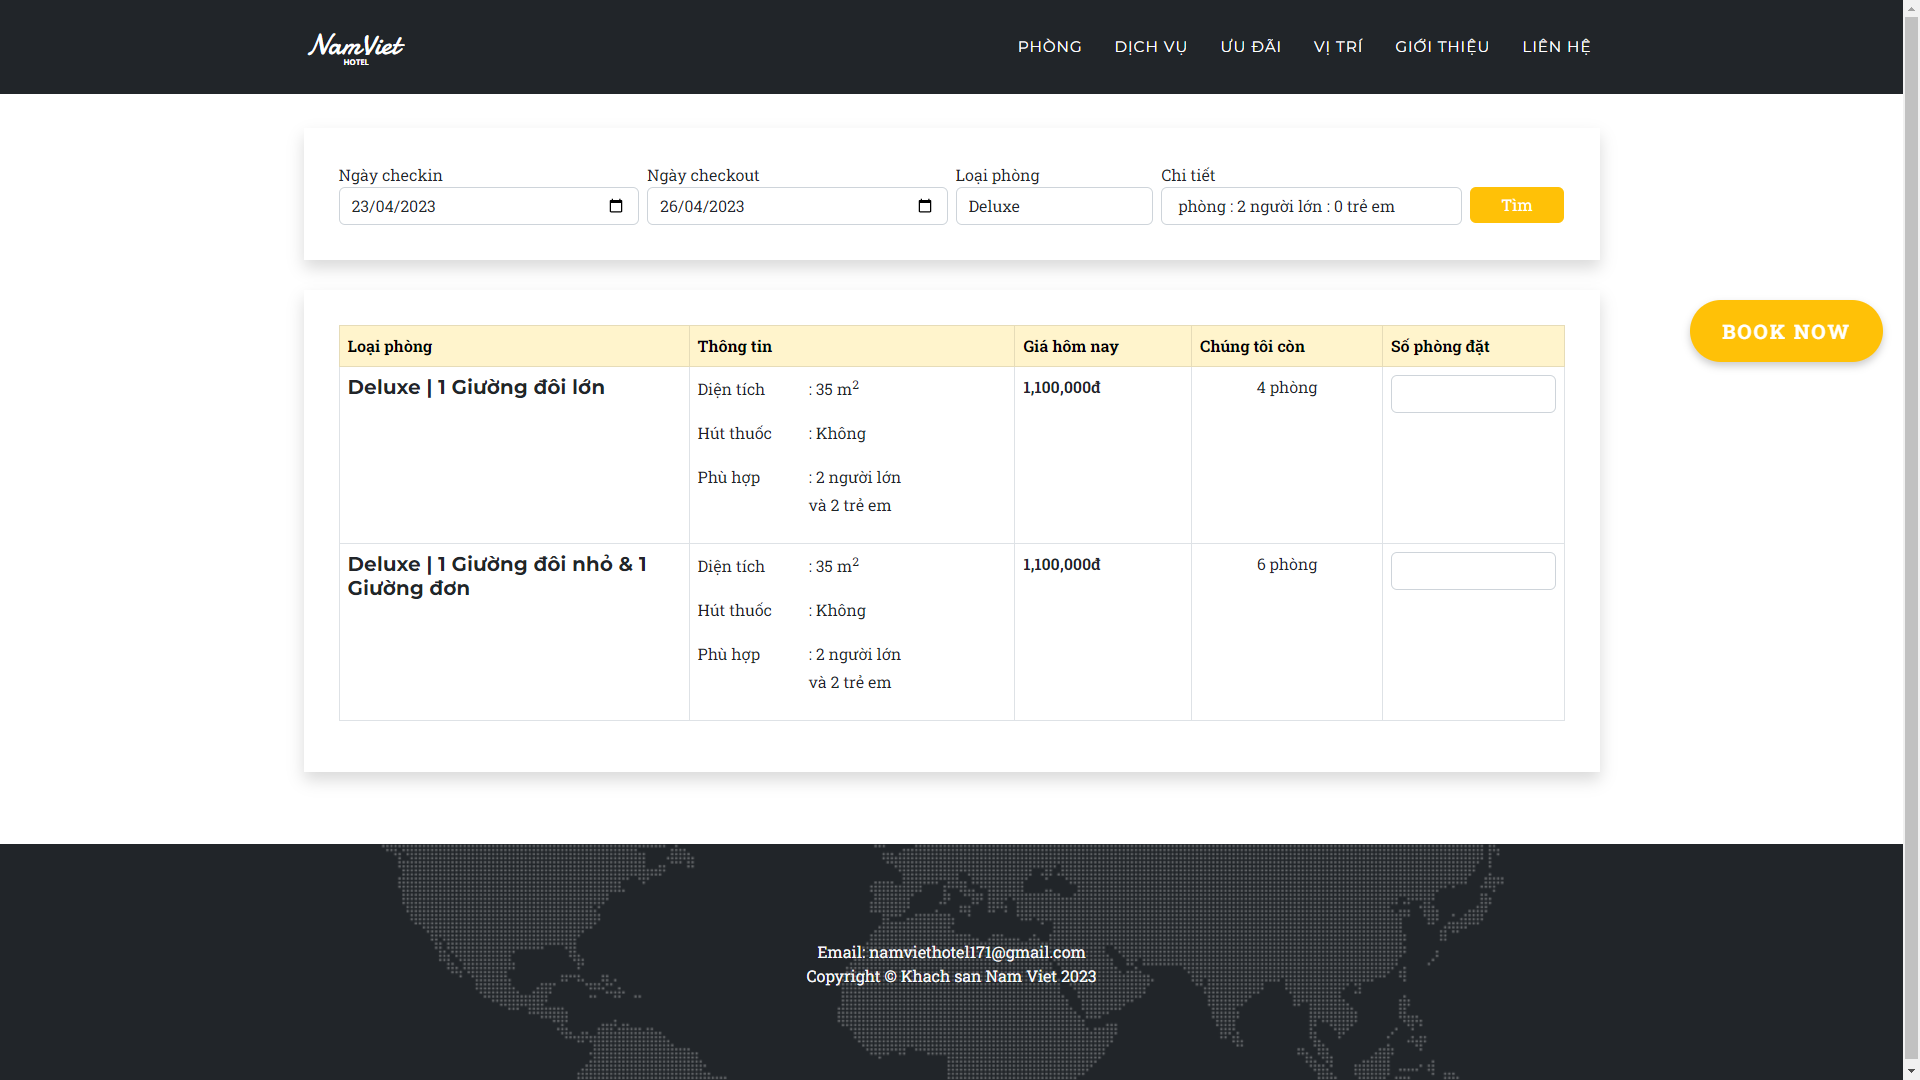 NamViet
HOTEL
PHÒNG
DỊCH VỤ
ƯU ĐÃI
VỊ TRÍ
GIỚI THIỆU
LIÊN HỆ
Ngày checkin
Ngày checkout
Loại phòng
Chi tiết
23/04/2023
26/04/2023
Deluxe
phòng : 2 người lớn : 0 trẻ em
Tìm
BOOK NOW
Loại phòng
Thông tin
Giá hôm nay
Chúng tôi còn
Số phòng đặt
Deluxe | 1 Giường đôi lớn
Diện tích : 35 m²
Hút thuốc : Không
Phù hợp : 2 người lớn
và 2 trẻ em
1,100,000đ
4 phòng
Deluxe | 1 Giường đôi nhỏ & 1
Giường đơn
Diện tích : 35 m²
Hút thuốc : Không
Phù hợp : 2 người lớn
và 2 trẻ em
1,100,000đ
6 phòng
Email: namviethotel171@gmail.com
Copyright © Khach san Nam Viet 2023